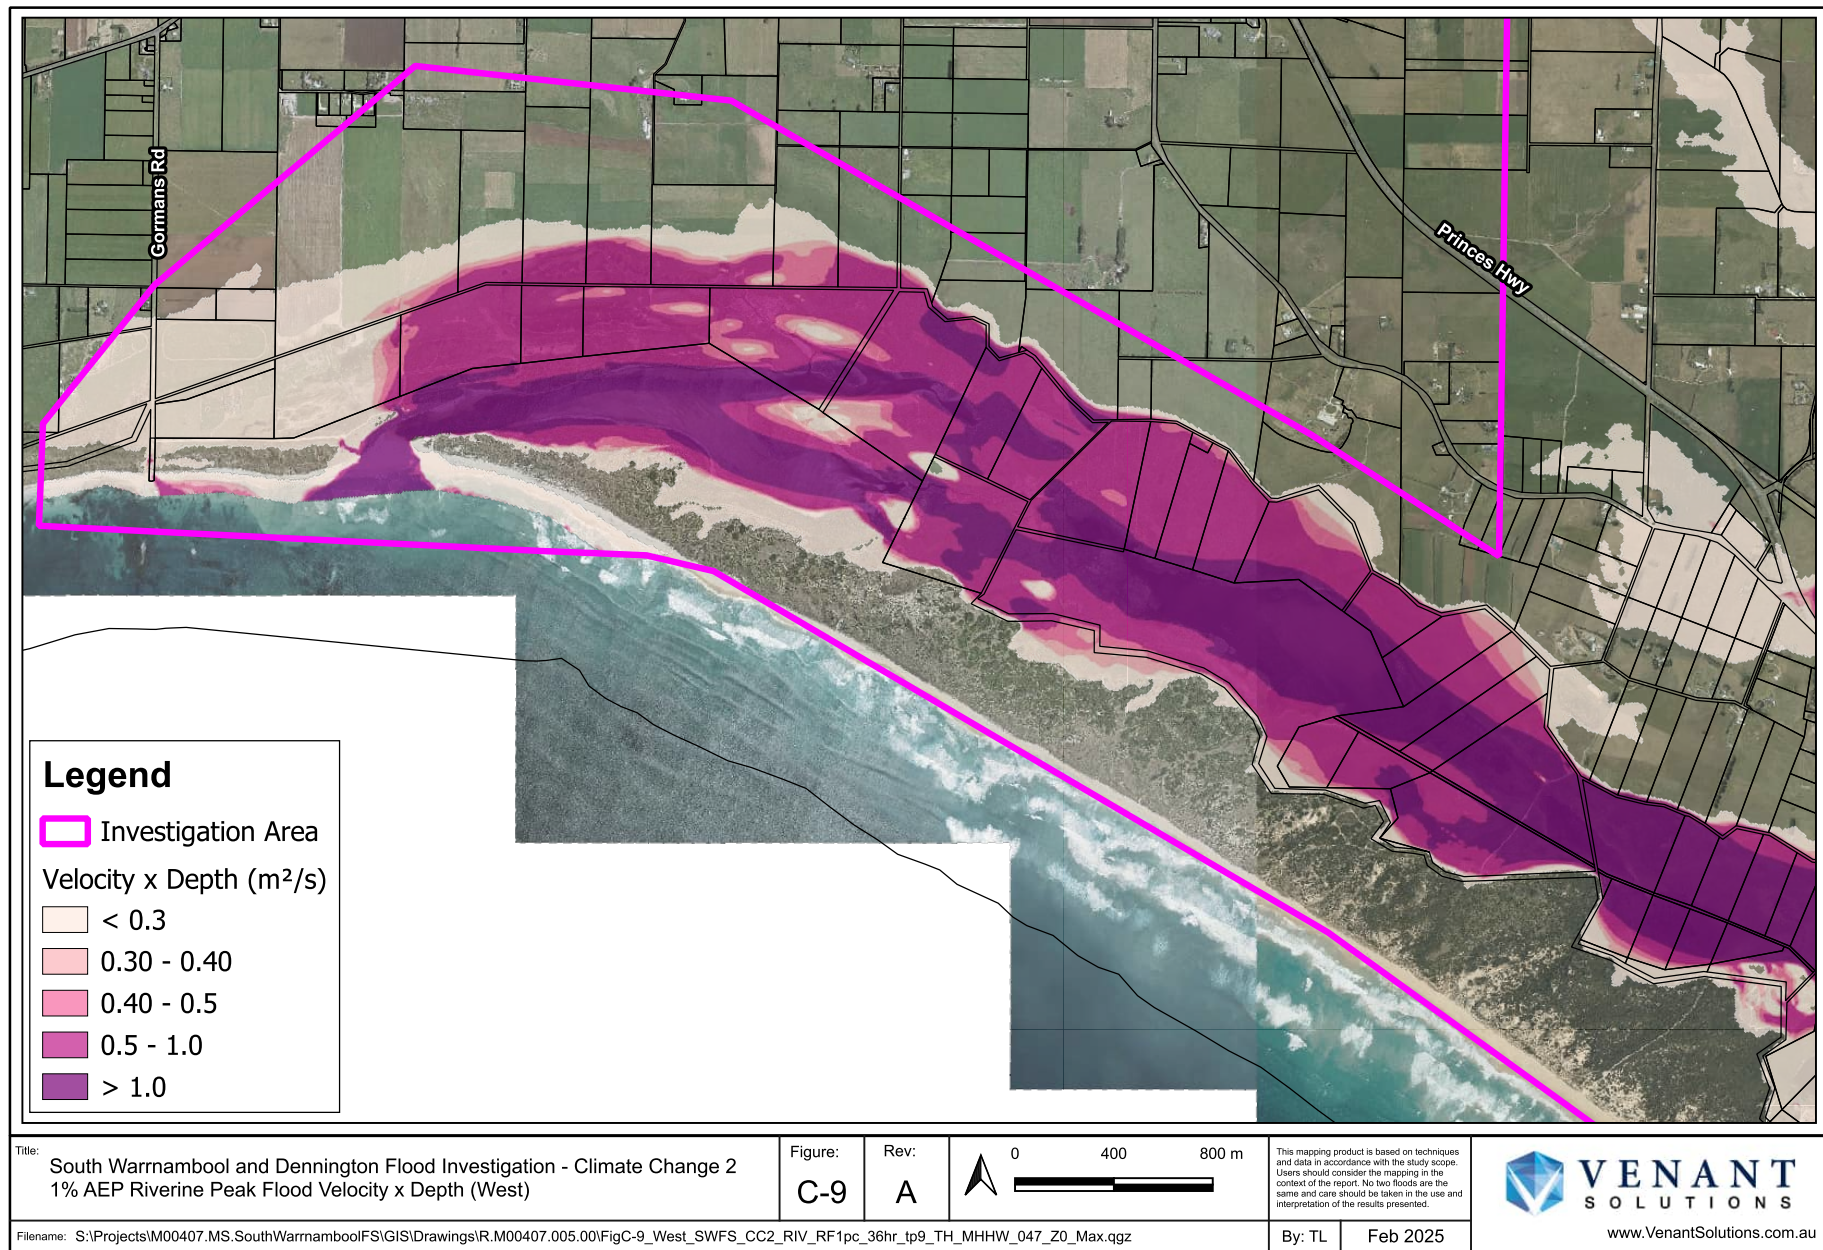 Gormans Rd
Princes Hwy
Legend
Investigation Area
Velocity x Depth (m²/s)
< 0.3
0.30 - 0.40
0.40 - 0.5
0.5 - 1.0
> 1.0
Title:
South Warrnambool and Dennington Flood Investigation - Climate Change 2
1% AEP Riverine Peak Flood Velocity x Depth (West)
Figure:
C-9
Rev:
A
0 400 800 m
This mapping product is based on techniques
and data in accordance with the study scope.
Users should consider the mapping in the
context of the report. No two floods are the
same and care should be taken in the use and
interpretation of the results presented.
VENANT
SOLUTIONS
www.VenantSolutions.com.au
Filename: S:\Projects\M00407.MS.SouthWarrnamboolFS\GIS\Drawings\R.M00407.005.00\FigC-9_West_SWFS_CC2_RIV_RF1pc_36hr_tp9_TH_MHHW_047_Z0_Max.qgz
By: TL
Feb 2025